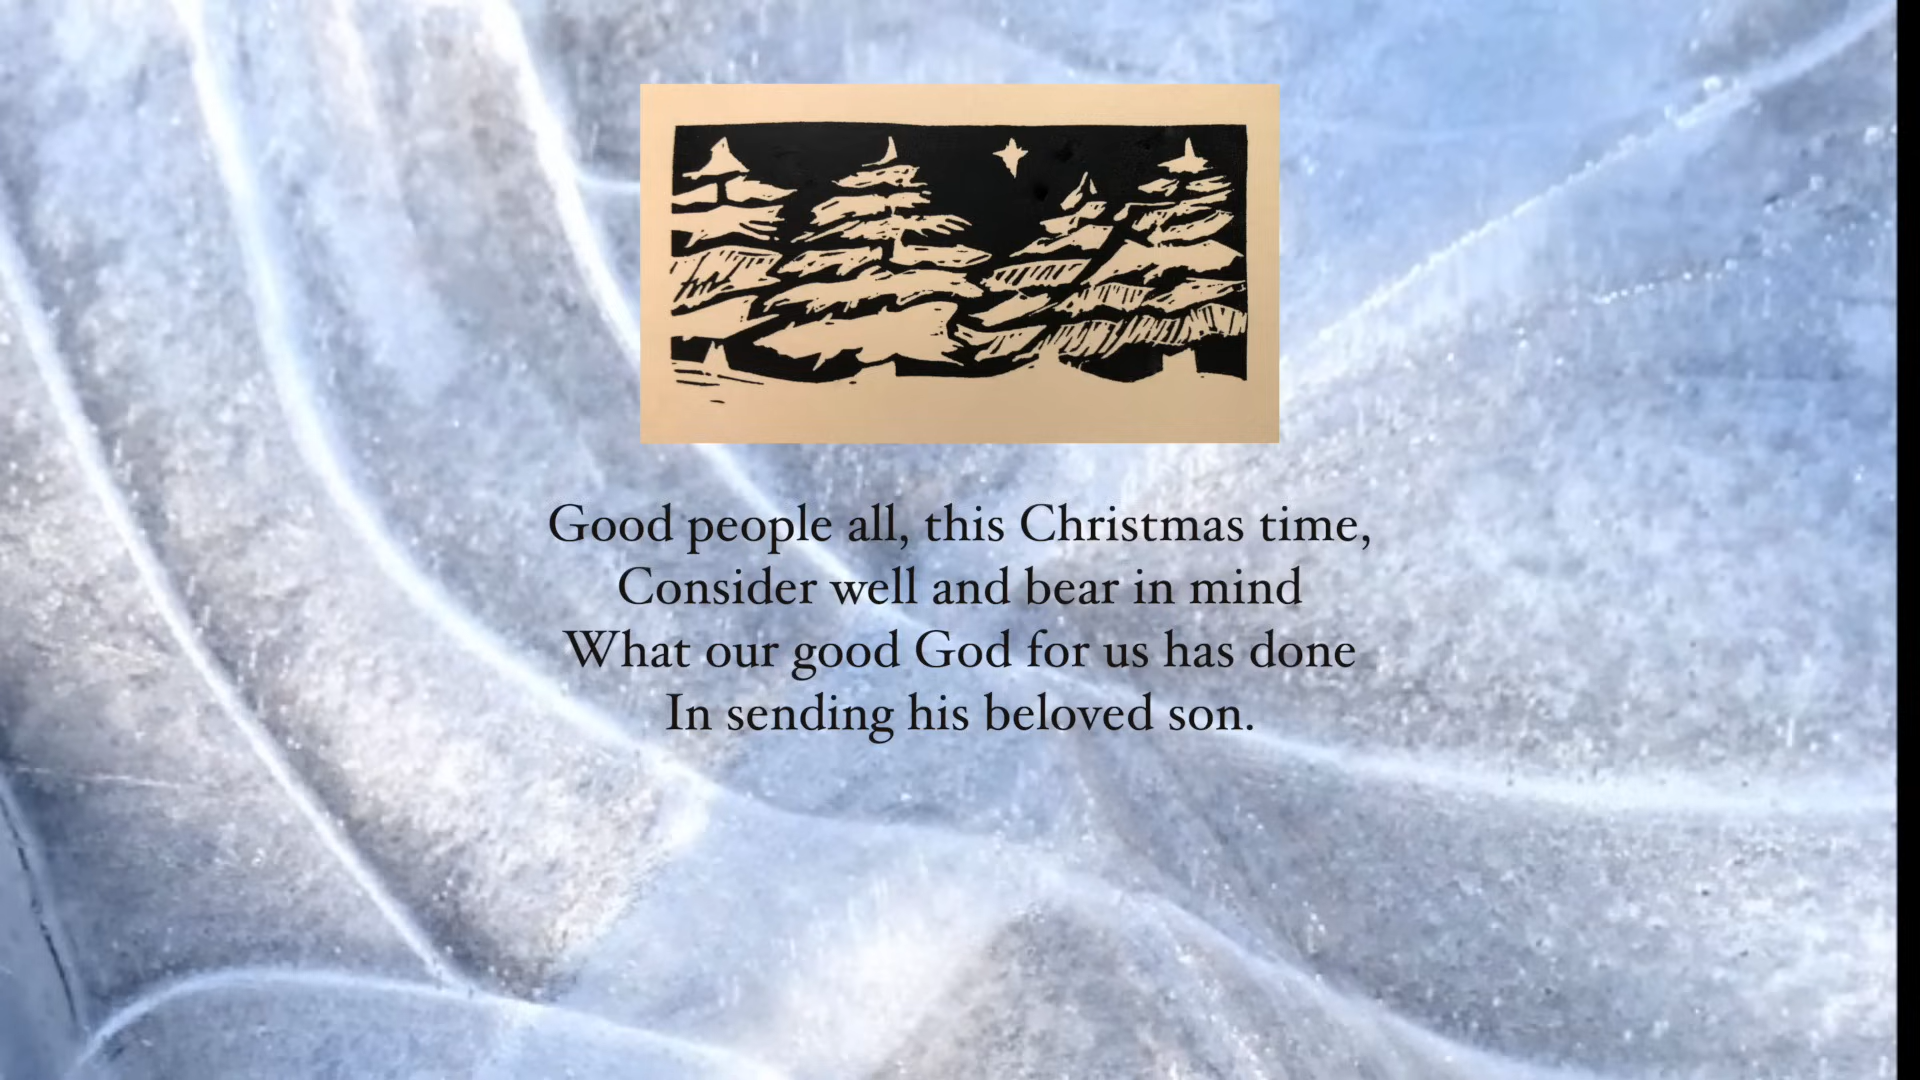 Good people all, this Christmas time,
Consider well and bear in mind
What our good God for us has done
In sending his beloved son.